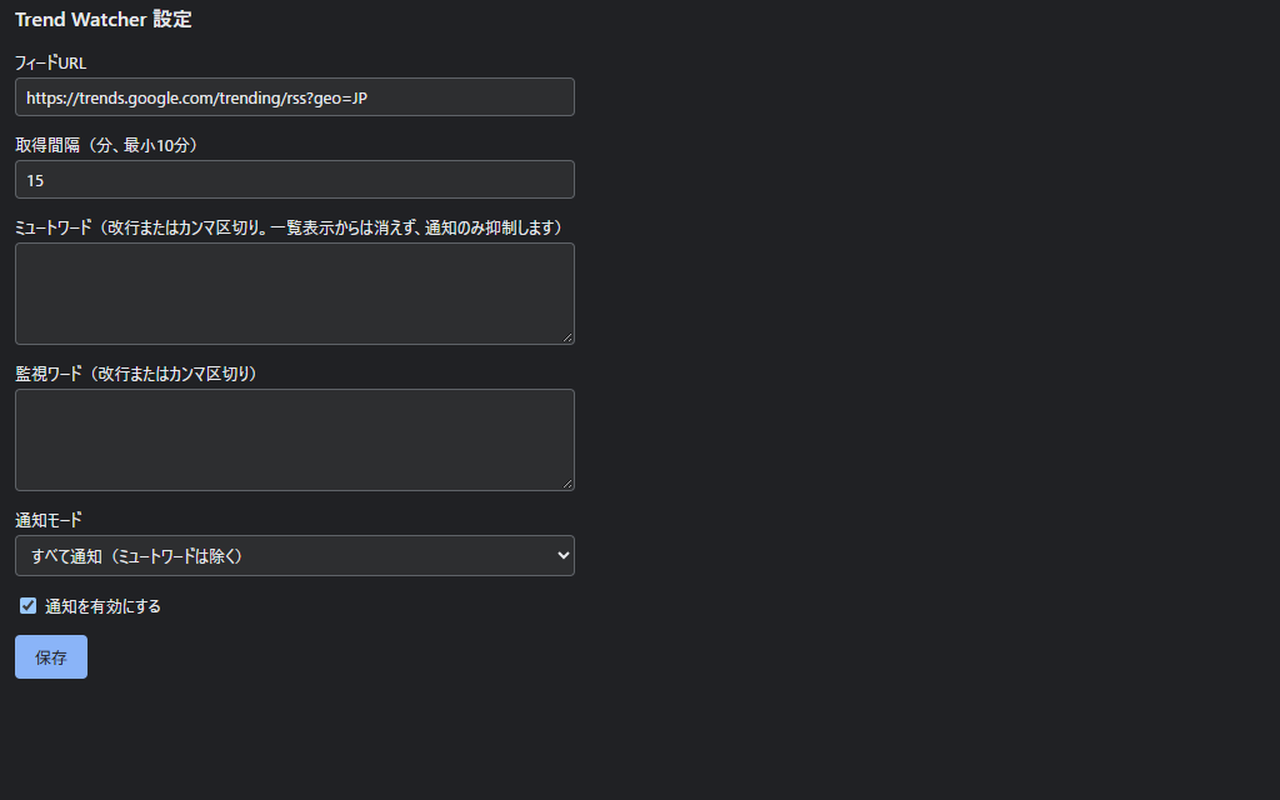 Trend Watcher 設定
フィードURL
https://trends.google.com/trending/rss?geo=JP
取得間隔（分、最小10分）
15
ミュートワード（改行またはカンマ区切り。一覧表示からは消えず、通知のみ抑制します）
監視ワード（改行またはカンマ区切り）
通知モード
すべて通知（ミュートワードは除く）
通知を有効にする
保存